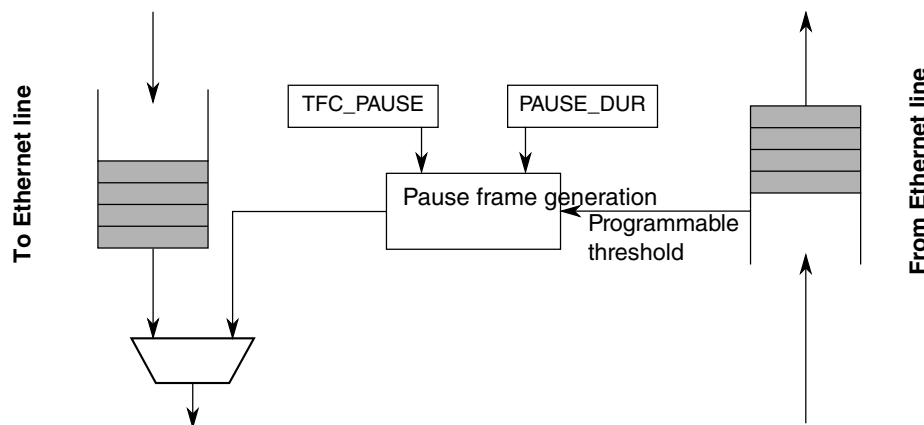 TFC_PAUSE
PAUSE_DUR
To Ethernet line
Pause frame generation
Programmable
threshold
From Ethernet line